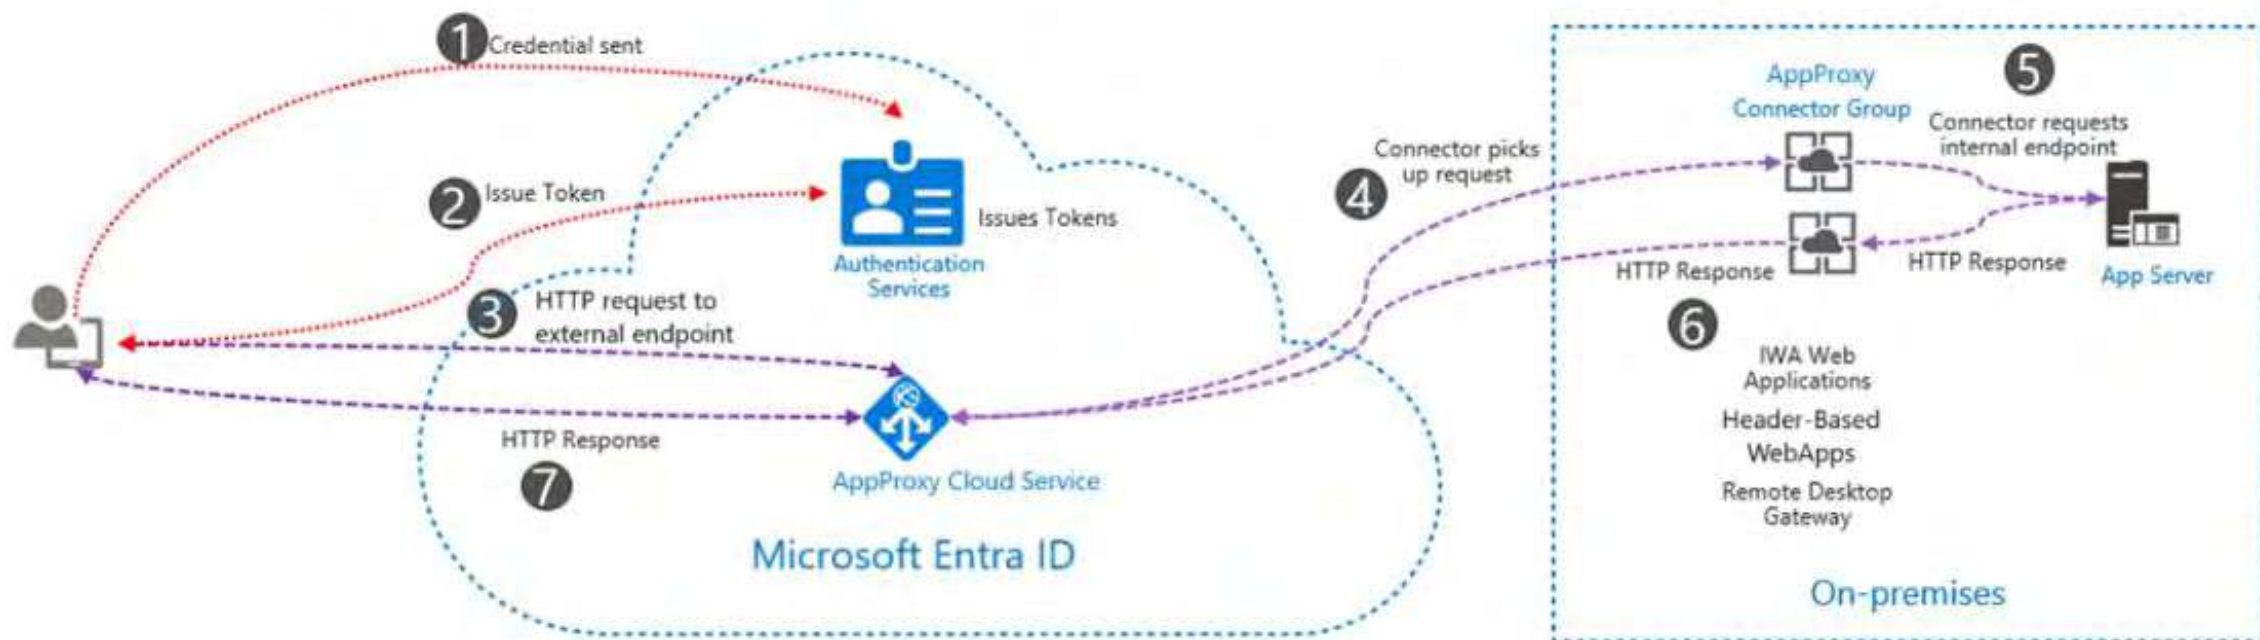 1
Credential sent
2
Issue Token
Issues Tokens
Authentication
Services
3
HTTP request to
external endpoint
HTTP Response
7
AppProxy Cloud Service
Microsoft Entra ID
4
Connector picks
up request
AppProxy
Connector Group
5
Connector requests
internal endpoint
HTTP Response
App Server
HTTP Response
6
IWA Web
Applications
Header-Based
WebApps
Remote Desktop
Gateway
On-premises